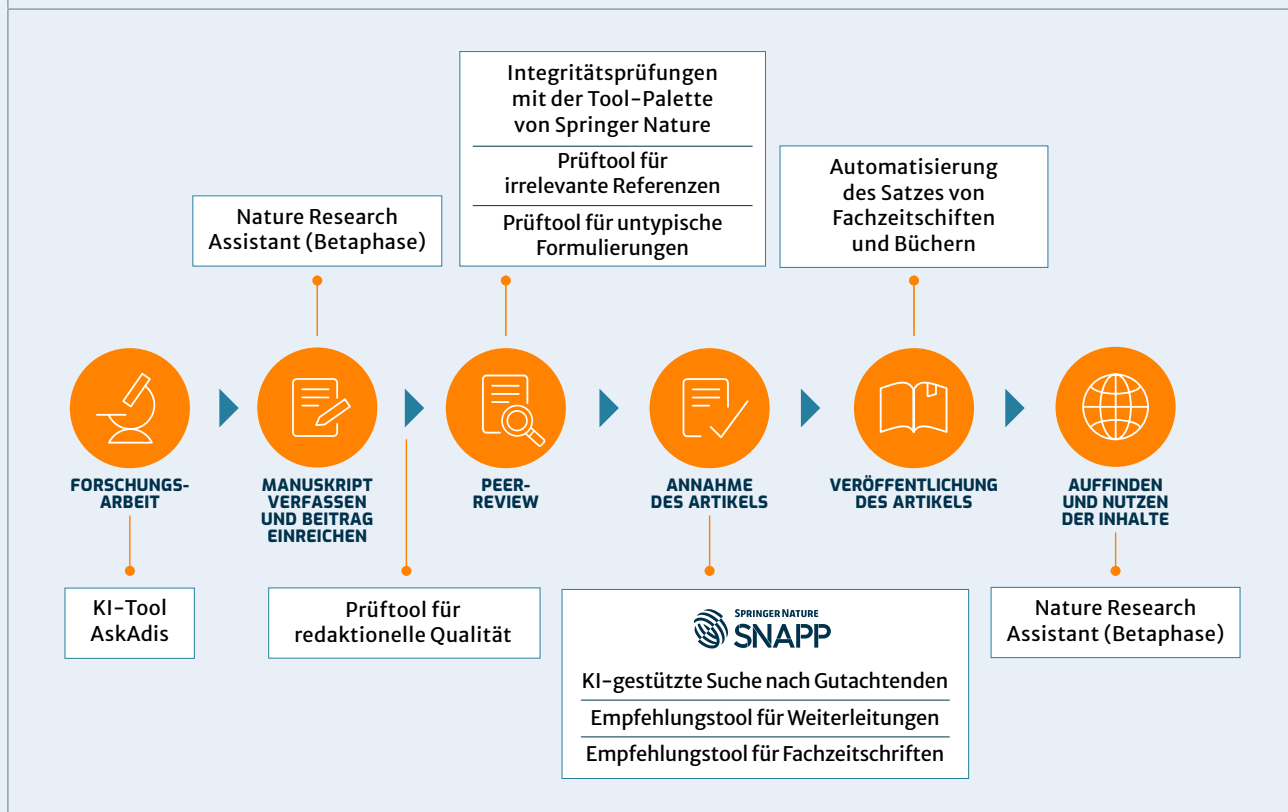 Integritätsprüfungen
mit der Tool-Palette
von Springer Nature
Prüftool für
irrelevante Referenzen
Prüftool für untypische
Formulierungen
Automatisierung
des Satzes von
Fachzeitschiften
und Büchern
Nature Research
Assistant (Betaphase)
FORSCHUNGS-
ARBEIT
MANUSKRIPT
VERFASSEN
UND BEITRAG
EINREICHEN
PEER-
REVIEW
ANNAHME
DES ARTIKELS
VERÖFFENTLICHUNG
DES ARTIKELS
AUFFINDEN
UND NUTZEN
DER INHALTE
KI-Tool
AskAdis
Prüftool für
redaktionelle Qualität
SPRINGER NATURE
SNAPP
KI-gestützte Suche nach Gutachtenden
Empfehlungstool für Weiterleitungen
Empfehlungstool für Fachzeitschriften
Nature Research
Assistant (Betaphase)